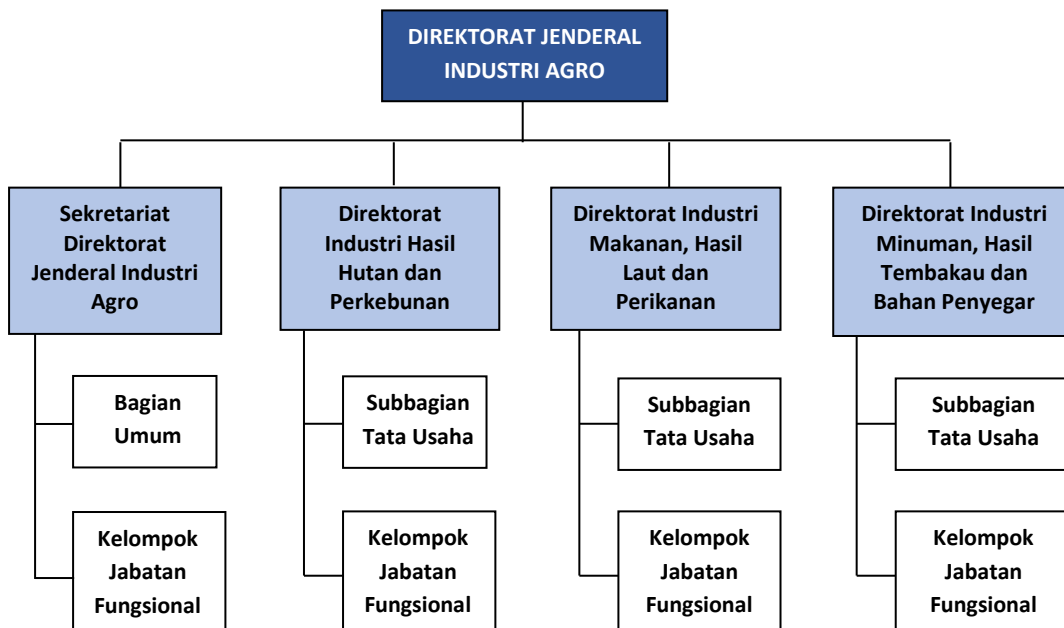 DIREKTORAT JENDERAL
INDUSTRI AGRO
Sekretariat
Direktorat
Jenderal Industri
Agro
Direktorat
Industri Hasil
Hutan dan
Perkebunan
Direktorat Industri
Makanan, Hasil
Laut dan
Perikanan
Direktorat Industri
Minuman, Hasil
Tembakau dan
Bahan Penyegar
Bagian
Umum
Subbagian
Tata Usaha
Subbagian
Tata Usaha
Subbagian
Tata Usaha
Kelompok
Jabatan
Fungsional
Kelompok
Jabatan
Fungsional
Kelompok
Jabatan
Fungsional
Kelompok
Jabatan
Fungsional